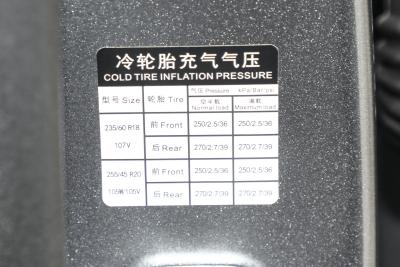 冷轮胎充气气压
COLD TIRE INFLATION PRESSURE
型号 Size 轮胎 Tire 气压 Pressure kPa/Bar/psi
空半载 Normal load 满载 Maximum load
235/60 R18 107V 前 Front 250/2.5/36 250/2.5/36
后 Rear 270/2.7/39 270/2.7/39
255/45 R20 105W/105V 前 Front 250/2.5/36 250/2.5/36
后 Rear 270/2.7/39 270/2.7/39